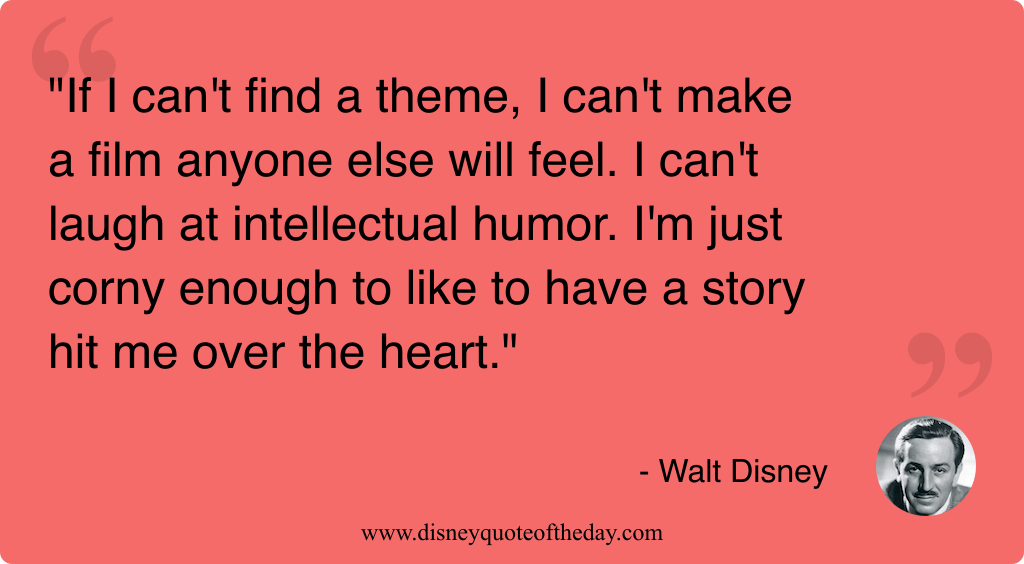 "If I can't find a theme, I can't make
a film anyone else will feel. I can't
laugh at intellectual humor. I'm just
corny enough to like to have a story
hit me over the heart."
- Walt Disney
www.disneyquoteoftheday.com